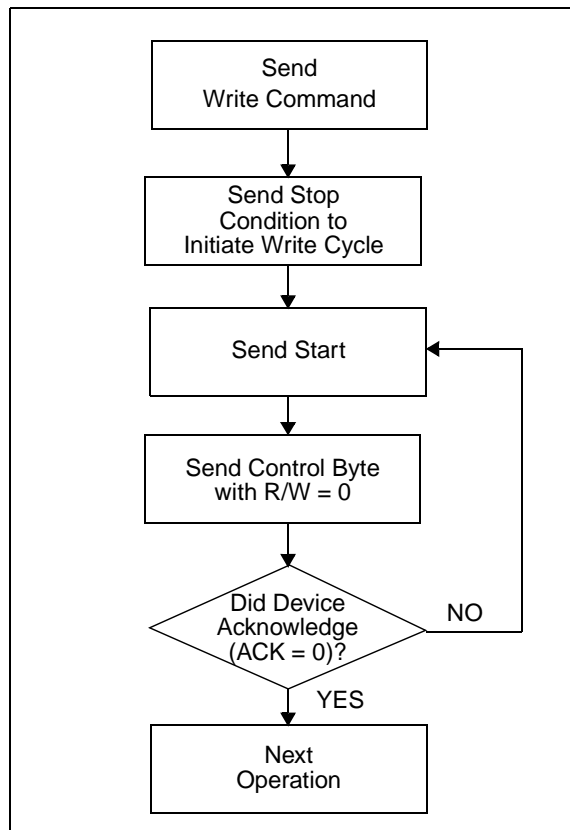 Send
Write Command
Send Stop
Condition to
Initiate Write Cycle
Send Start
Send Control Byte
with R/W = 0
Did Device
Acknowledge
(ACK = 0)?
NO
YES
Next
Operation